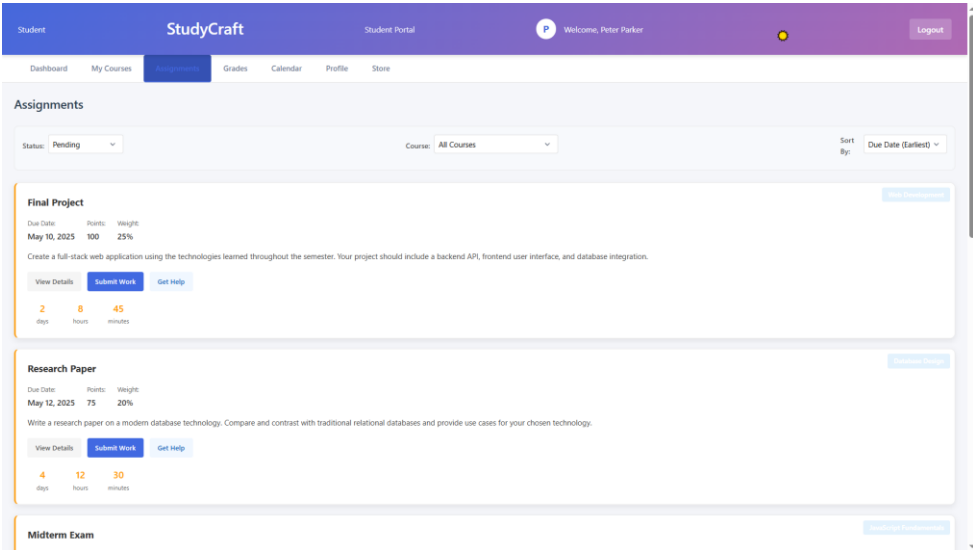 Student
StudyCraft
Student Portal
P
Welcome, Peter Parker
Logout
Dashboard
My Courses
Assignments
Grades
Calendar
Profile
Store
Assignments
Status: Pending
Course: All Courses
Sort By: Due Date (Earliest)
Final Project
Web Development
Due Date: Points: Weight:
May 10, 2025 100 25%
Create a full-stack web application using the technologies learned throughout the semester. Your project should include a backend API, frontend user interface, and database integration.
View Details Submit Work Get Help
2 8 45
days hours minutes
Database Design
Research Paper
Due Date: Points: Weight:
May 12, 2025 75 20%
Write a research paper on a modern database technology. Compare and contrast with traditional relational databases and provide use cases for your chosen technology.
View Details Submit Work Get Help
4 12 30
days hours minutes
JavaScript Fundamentals
Midterm Exam